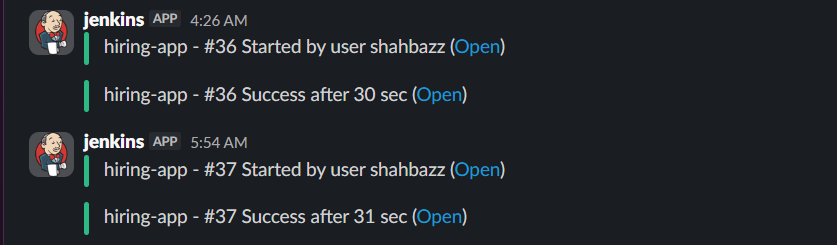 jenkins APP 4:26 AM
hiring-app - #36 Started by user shahbazz (Open)
hiring-app - #36 Success after 30 sec (Open)
jenkins APP 5:54 AM
hiring-app - #37 Started by user shahbazz (Open)
hiring-app - #37 Success after 31 sec (Open)